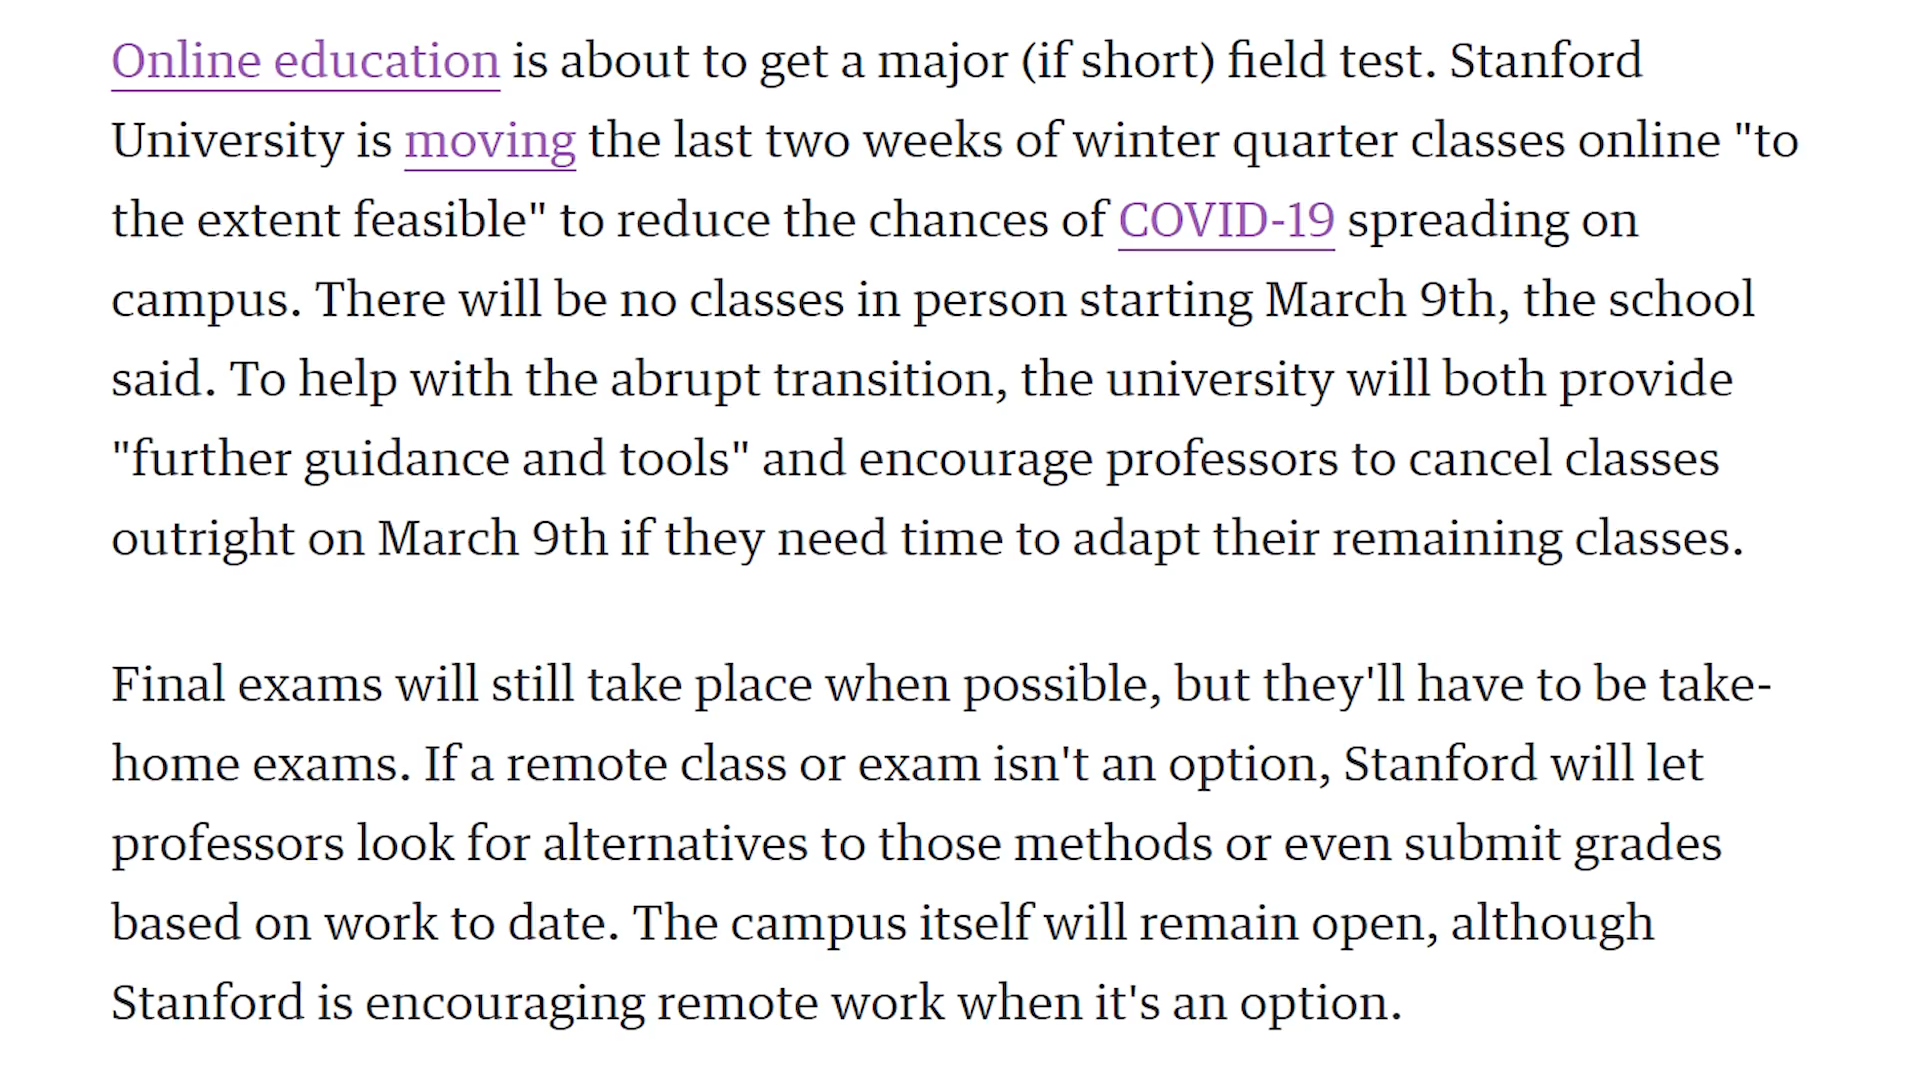 Online education is about to get a major (if short) field test. Stanford
University is moving the last two weeks of winter quarter classes online "to
the extent feasible" to reduce the chances of COVID-19 spreading on
campus. There will be no classes in person starting March 9th, the school
said. To help with the abrupt transition, the university will both provide
"further guidance and tools" and encourage professors to cancel classes
outright on March 9th if they need time to adapt their remaining classes.
Final exams will still take place when possible, but they'll have to be take-
home exams. If a remote class or exam isn't an option, Stanford will let
professors look for alternatives to those methods or even submit grades
based on work to date. The campus itself will remain open, although
Stanford is encouraging remote work when it's an option.